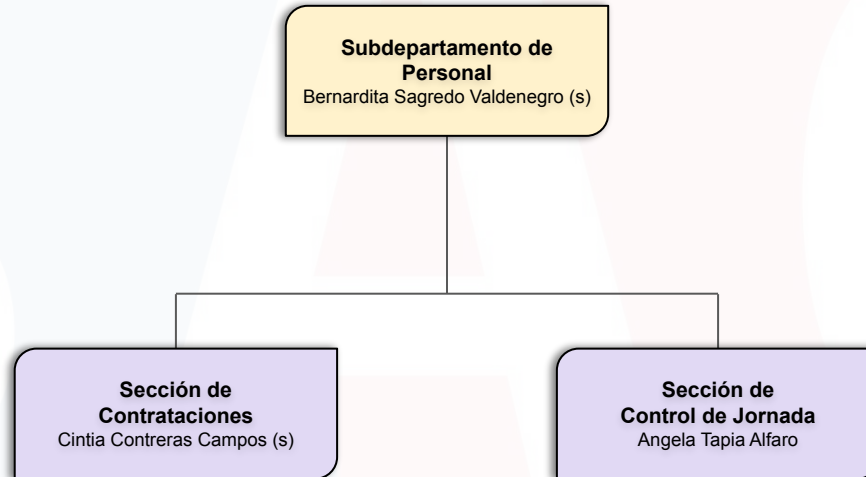 Subdepartamento de
Personal
Bernardita Sagredo Valdenegro (s)
Sección de
Contrataciones
Cintia Contreras Campos (s)
Sección de
Control de Jornada
Angela Tapia Alfaro